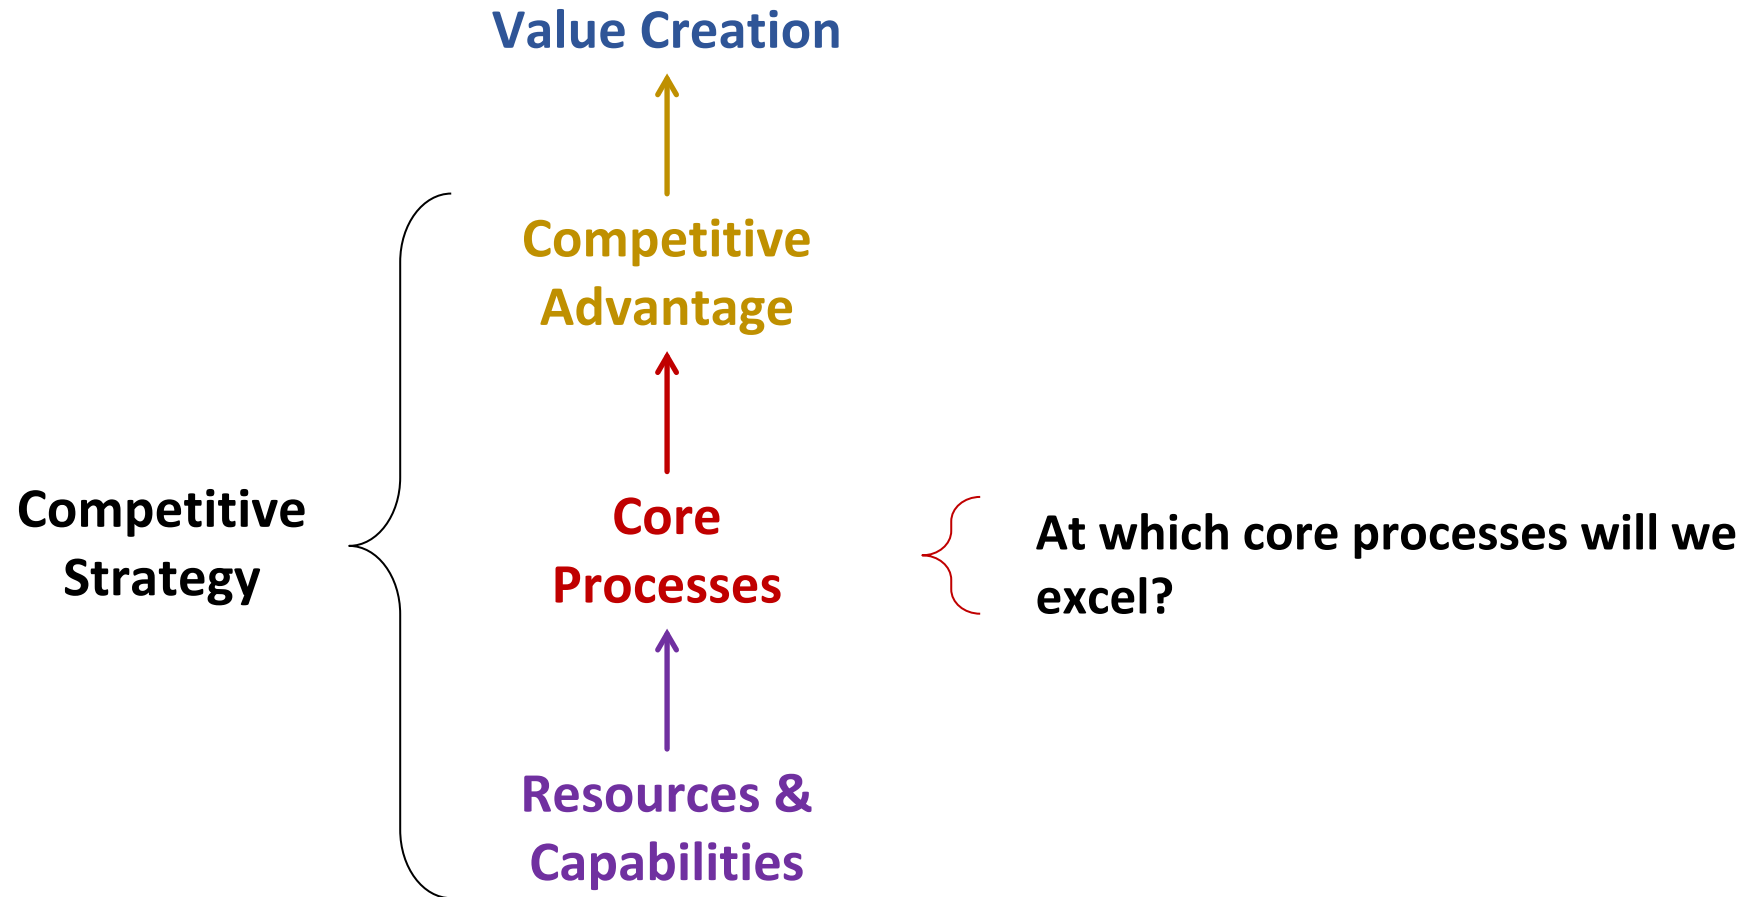 Value Creation
Competitive
Advantage
Competitive
Strategy
Core
Processes
At which core processes will we
excel?
Resources &
Capabilities